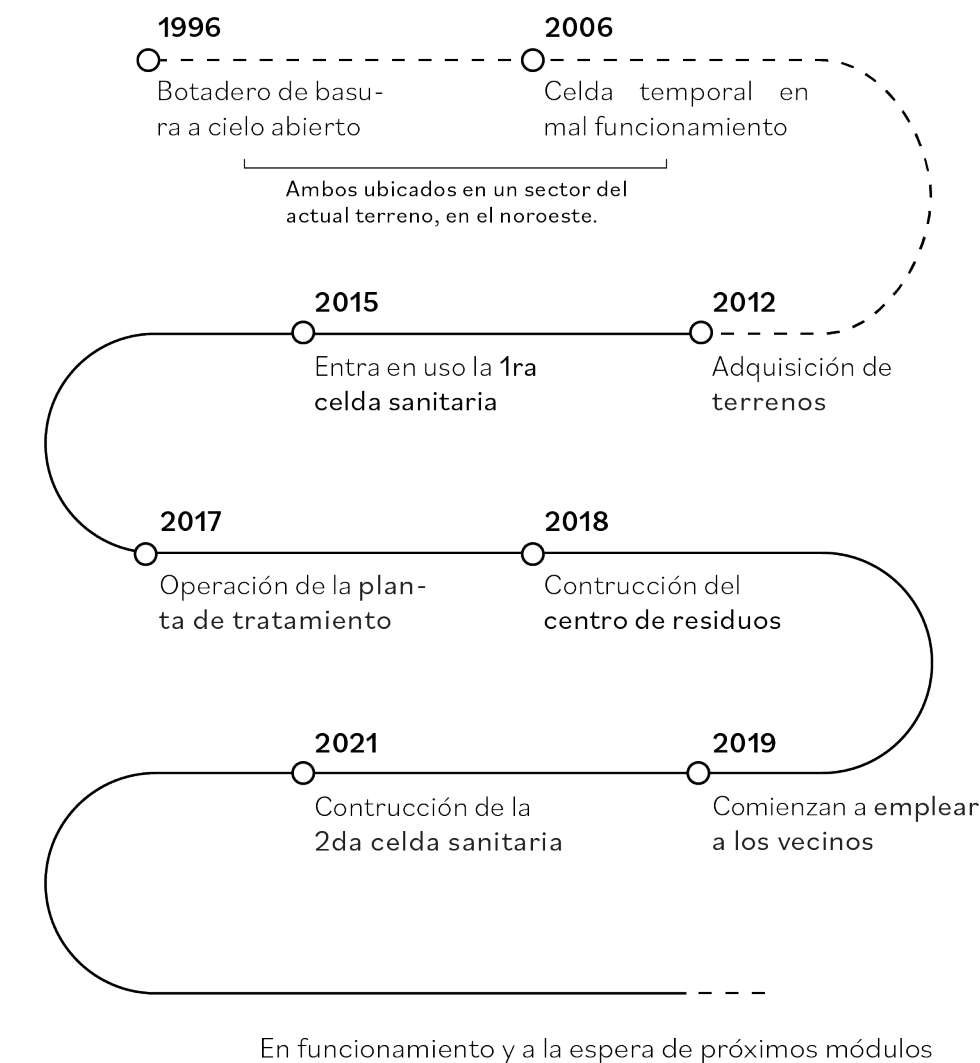 1996
Botadero de basu-
ra a cielo abierto
2006
Celda temporal en
mal funcionamiento
Ambos ubicados en un sector del
actual terreno, en el noroeste.
2012
Adquisición de
terrenos
2015
Entra en uso la 1ra
celda sanitaria
2017
Operación de la plan-
ta de tratamiento
2018
Contrucción del
centro de residuos
2019
Comienzan a emplear
a los vecinos
2021
Contrucción de la
2da celda sanitaria
En funcionamiento y a la espera de próximos módulos